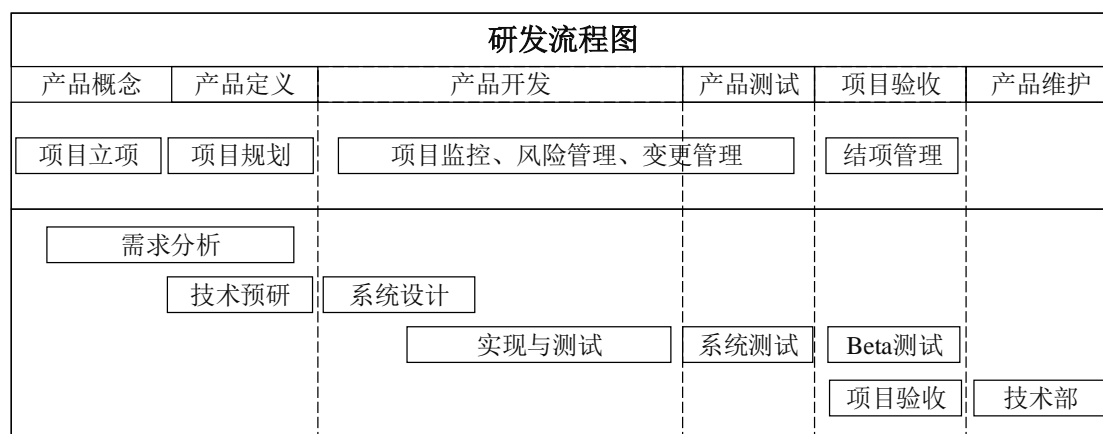 研发流程图
产品概念 产品定义 产品开发 产品测试 项目验收 产品维护
项目立项 项目规划 项目监控、风险管理、变更管理 结项管理
需求分析
技术预研 系统设计
实现与测试 系统测试 Beta测试
项目验收 技术部